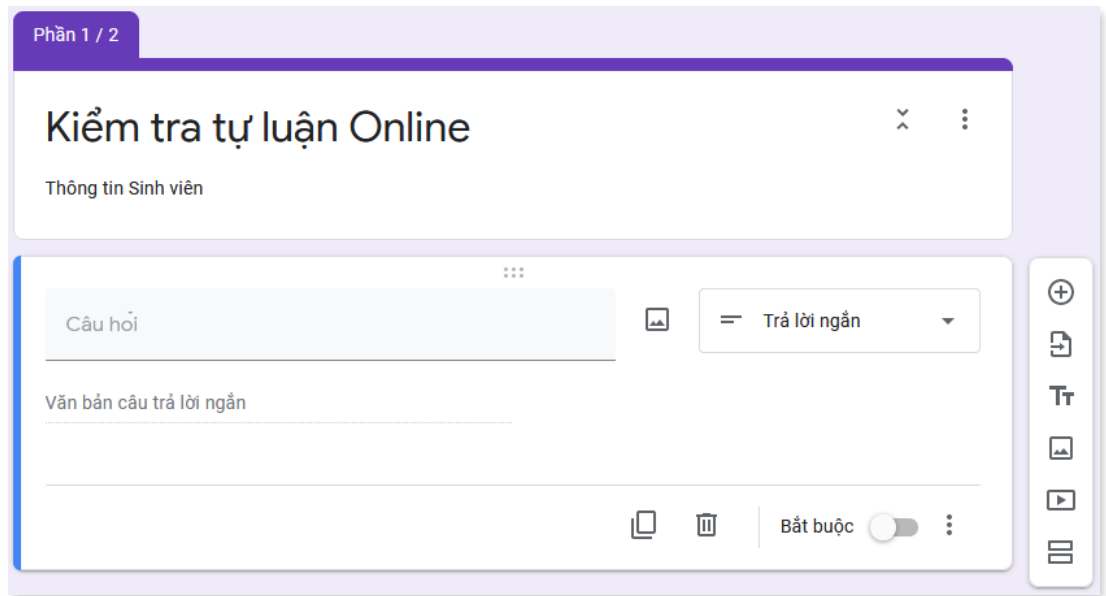 Phần 1 / 2
Kiểm tra tự luận Online
Thông tin Sinh viên
Câu hỏi
Trả lời ngắn
Văn bản câu trả lời ngắn
Bắt buộc
Tт